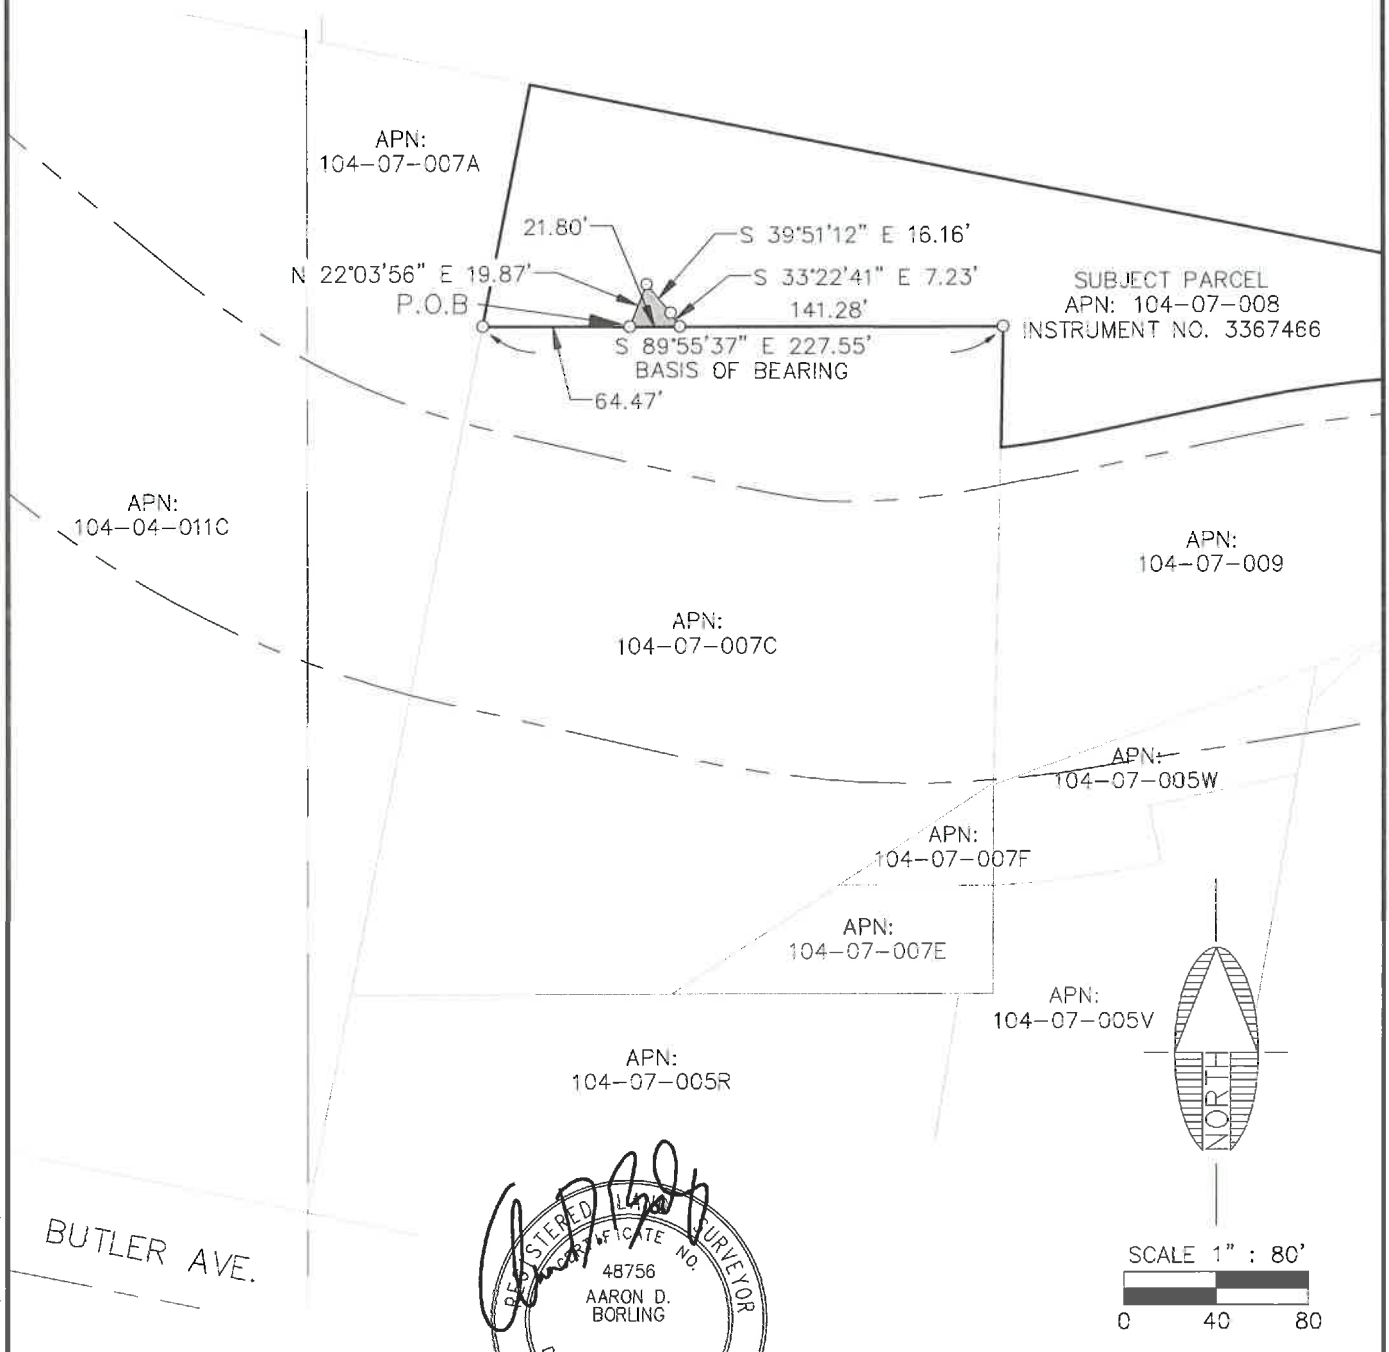 APN:
104-07-007A
21.80'
S 39°51'12" E 16.16'
N 22°03'56" E 19.87'
S 33°22'41" E 7.23'
P.O.B
141.28'
SUBJECT PARCEL
APN: 104-07-008
INSTRUMENT NO. 3367466
S 89°55'37" E 227.55'
BASIS OF BEARING
64.47'
APN:
104-04-011C
APN:
104-07-009
APN:
104-07-007C
APN:
104-07-005W
APN:
104-07-007F
APN:
104-07-007E
APN:
104-07-005V
APN:
104-07-005R
NORTH
BUTLER AVE.
REGISTERED LAND SURVEYOR
CERTIFICATE NO.
48756
AARON D.
BORLING
SCALE 1" : 80'
0 40 80